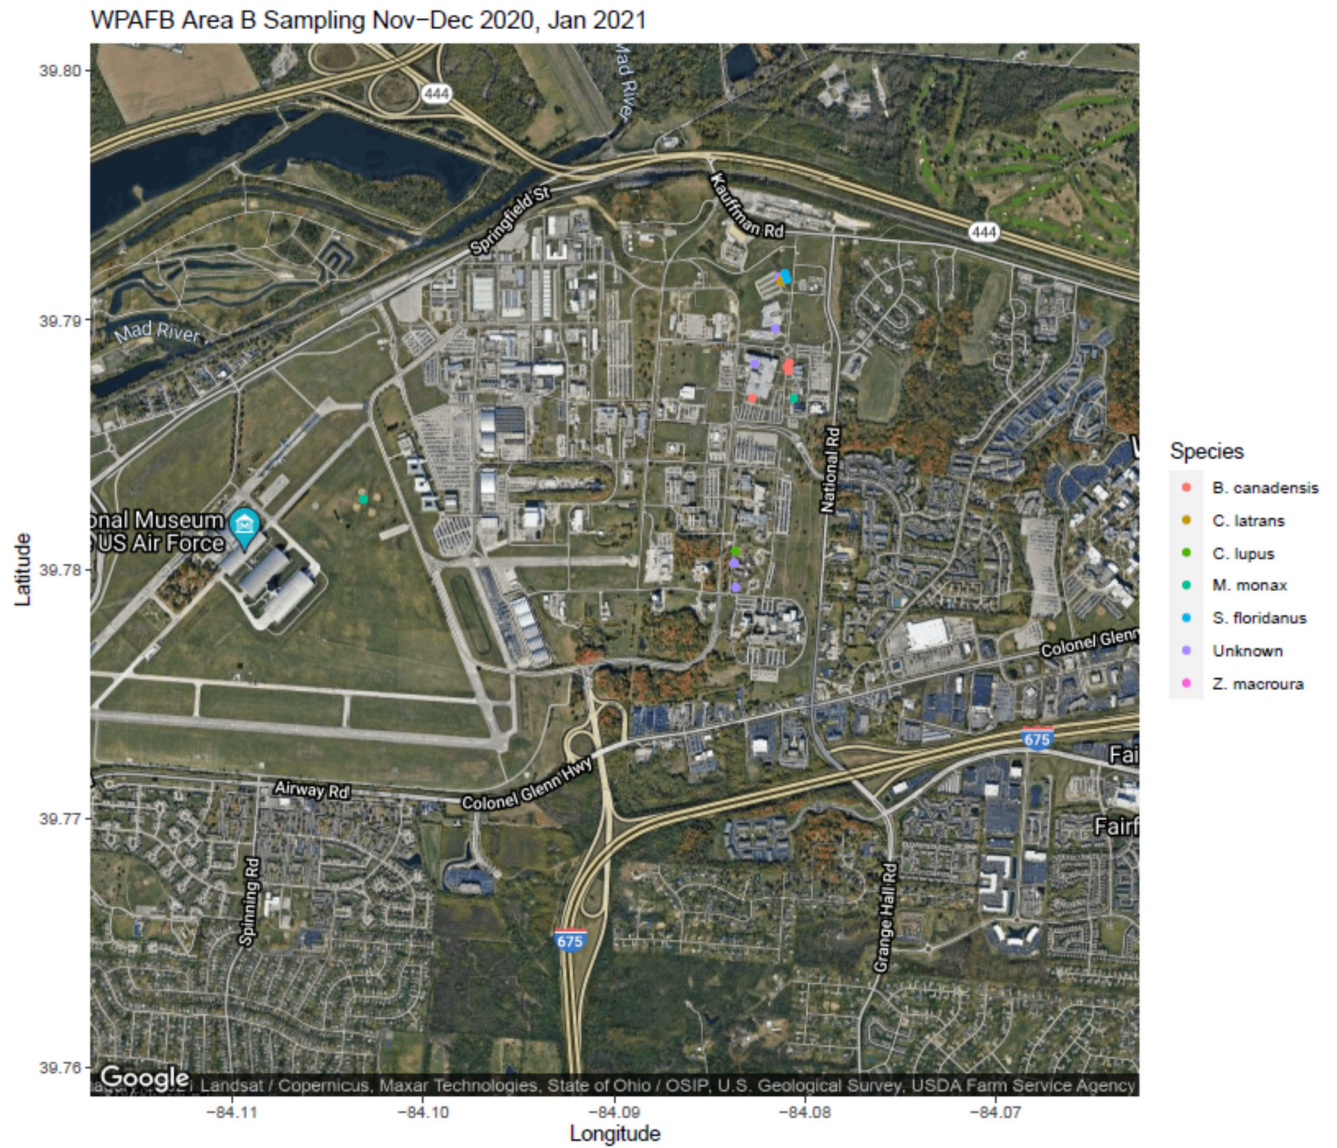 WPAFB Area B Sampling Nov−Dec 2020, Jan 2021
39.80
39.79
39.78
39.77
39.76
Latitude
444
Mad River
Kauffman Rd
Springfield St
444
Mad River
National Rd
onal Museum
US Air Force
Colonel Glenn
675
Fai
Airway Rd
Colonel Glenn Hwy
Fairf
Spinning Rd
Grange Hall Rd
675
Google
Landsat / Copernicus, Maxar Technologies, State of Ohio / OSIP, U.S. Geological Survey, USDA Farm Service Agency
−84.11
−84.10
−84.09
−84.08
−84.07
Longitude
Species
B. canadensis
C. latrans
C. lupus
M. monax
S. floridanus
Unknown
Z. macroura